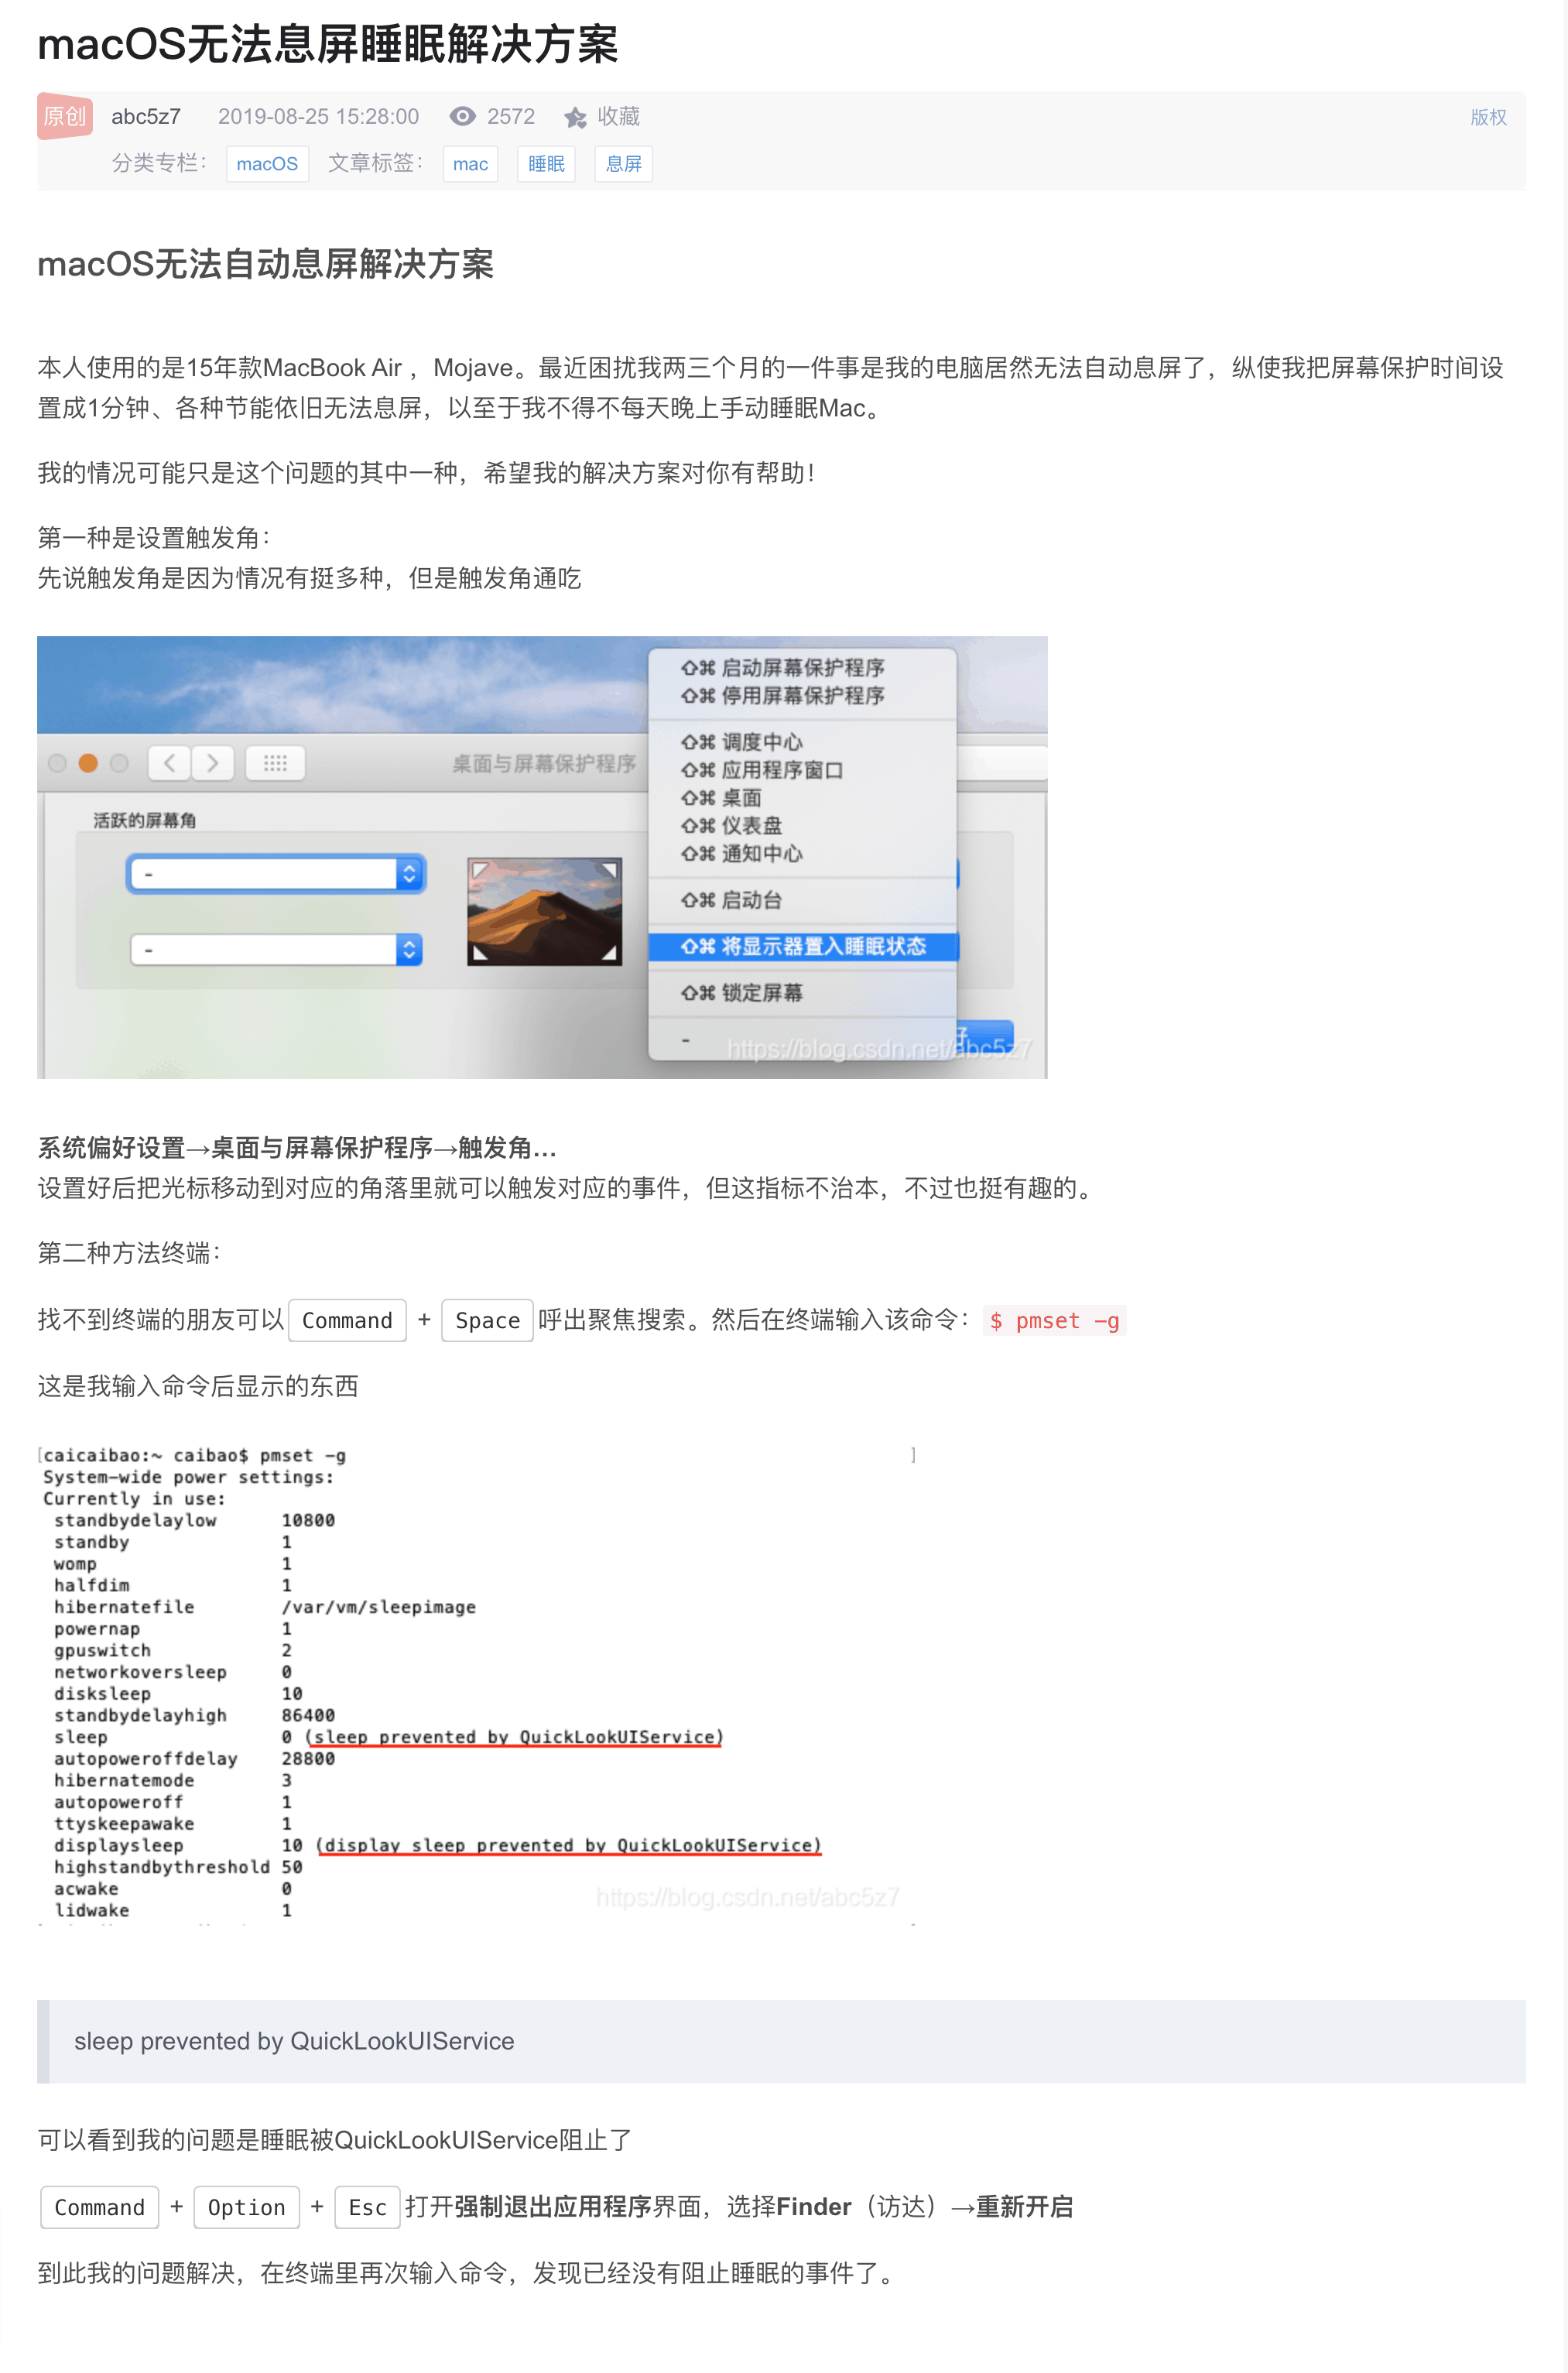 macOS无法息屏睡眠解决方案
原创 abc5z7 2019-08-25 15:28:00 2572 收藏 版权
分类专栏： macOS 文章标签： mac 睡眠 息屏
macOS无法自动息屏解决方案
本人使用的是15年款MacBook Air ，Mojave。最近困扰我两三个月的一件事是我的电脑居然无法自动息屏了，纵使我把屏幕保护时间设
置成1分钟、各种节能依旧无法息屏，以至于我不得不每天晚上手动睡眠Mac。
我的情况可能只是这个问题的其中一种，希望我的解决方案对你有帮助！
第一种是设置触发角：
先说触发角是因为情况有挺多种，但是触发角通吃
⇧⌘ 启动屏幕保护程序
⇧⌘ 停用屏幕保护程序
⇧⌘ 调度中心
桌面与屏幕保护程序
⇧⌘ 应用程序窗口
⇧⌘ 桌面
活跃的屏幕角
⇧⌘ 仪表盘
⇧⌘ 通知中心
-
⇧⌘ 启动台
-
⇧⌘ 将显示器置入睡眠状态
⇧⌘ 锁定屏幕
-
https://blog.csdn.net/abc5z7
系统偏好设置→桌面与屏幕保护程序→触发角…
设置好后把光标移动到对应的角落里就可以触发对应的事件，但这指标不治本，不过也挺有趣的。
第二种方法终端：
找不到终端的朋友可以 Command + Space 呼出聚焦搜索。然后在终端输入该命令： $ pmset -g
这是我输入命令后显示的东西
[caicaibao:~ caibao$ pmset -g ]
System-wide power settings:
Currently in use:
standbydelaylow 10800
standby 1
womp 1
halfdim 1
hibernatefile /var/vm/sleepimage
powernap 1
gpuswitch 2
networkoversleep 0
disksleep 10
standbydelayhigh 86400
sleep 0 (sleep prevented by QuickLookUIService)
autopoweroffdelay 28800
hibernatemode 3
autopoweroff 1
ttyskeepawake 1
displaysleep 10 (display sleep prevented by QuickLookUIService)
highstandbythreshold 50
acwake 0
lidwake 1
https://blog.csdn.net/abc5z7
sleep prevented by QuickLookUIService
可以看到我的问题是睡眠被QuickLookUIService阻止了
Command + Option + Esc 打开强制退出应用程序界面，选择Finder（访达）→重新开启
到此我的问题解决，在终端里再次输入命令，发现已经没有阻止睡眠的事件了。